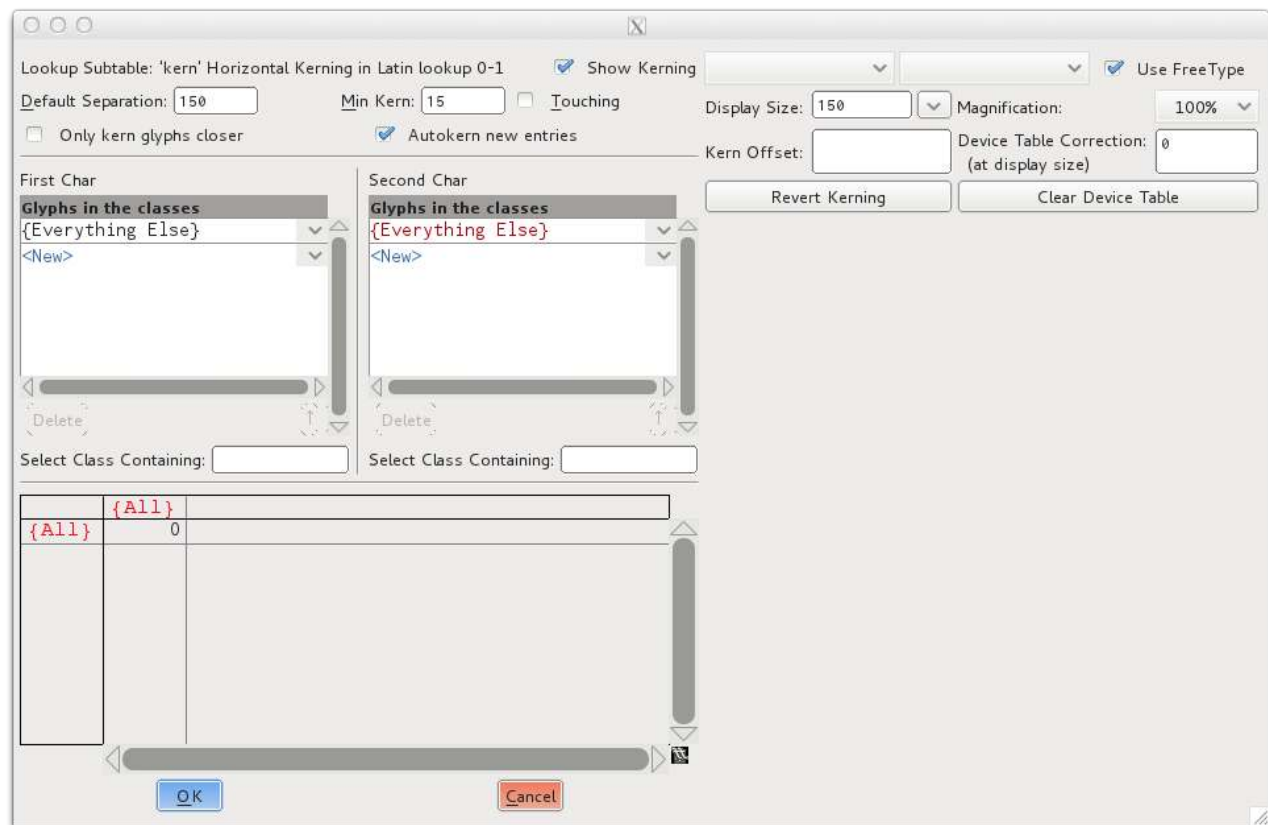 Lookup Subtable: 'kern' Horizontal Kerning in Latin lookup 0-1 Show Kerning Use FreeType
Default Separation: 150 Min Kern: 15 Touching Display Size: 150 Magnification: 100%
Only kern glyphs closer Autokern new entries Kern Offset: Device Table Correction: 0
(at display size)
Revert Kerning Clear Device Table
First Char Second Char
Glyphs in the classes Glyphs in the classes
{Everything Else} {Everything Else}
<New> <New>
Delete ↑ Delete ↑
Select Class Containing: Select Class Containing:
{All}
{All} 0
OK Cancel